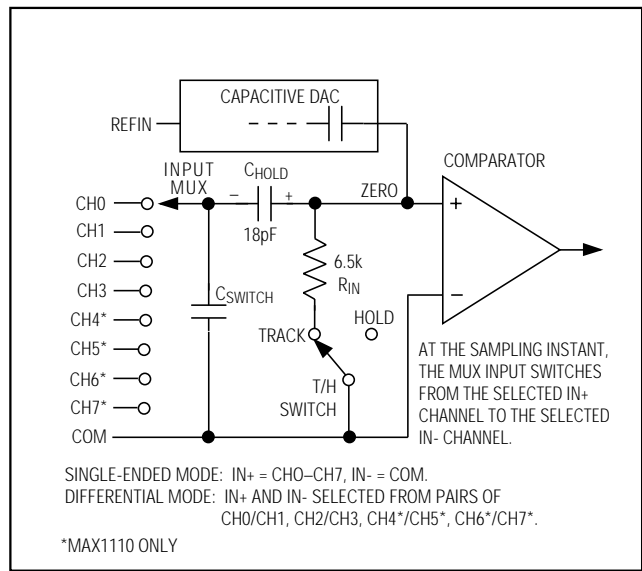 CAPACITIVE DAC
REFIN
COMPARATOR
INPUT
MUX
CHOLD
ZERO
– +
18pF
CH0
CH1
CH2
CH3
CH4*
CH5*
CH6*
CH7*
COM
CSWITCH
6.5k
RIN
+
–
TRACK
HOLD
T/H
SWITCH
AT THE SAMPLING INSTANT,
THE MUX INPUT SWITCHES
FROM THE SELECTED IN+
CHANNEL TO THE SELECTED
IN- CHANNEL.
SINGLE-ENDED MODE: IN+ = CHO–CH7, IN- = COM.
DIFFERENTIAL MODE: IN+ AND IN- SELECTED FROM PAIRS OF
CH0/CH1, CH2/CH3, CH4*/CH5*, CH6*/CH7*.
*MAX1110 ONLY